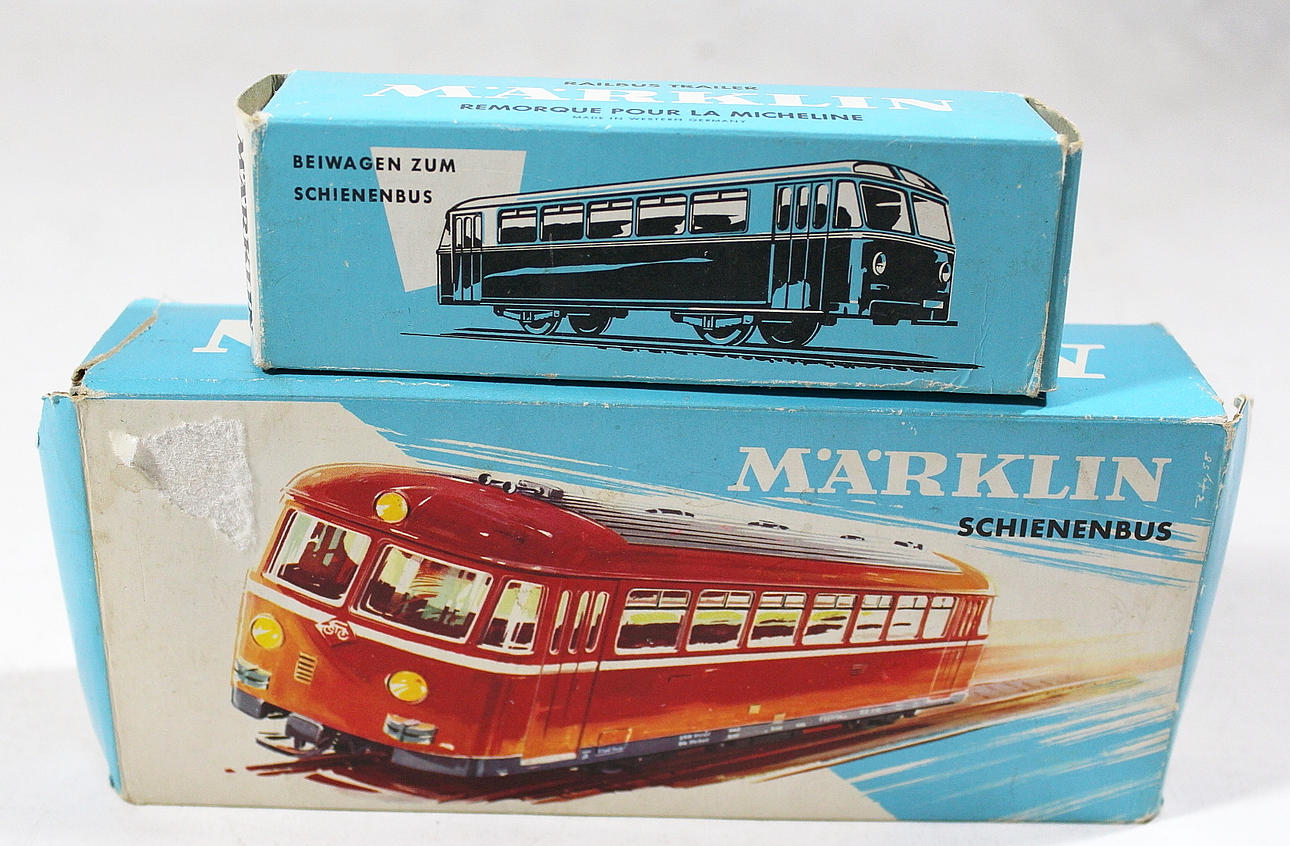 RAILBUS TRAILER
MÄRKLIN
REMORQUE POUR LA MICHELINE
MADE IN WESTERN GERMANY
BEIWAGEN ZUM
SCHIENENBUS
MÄRKLIN
SCHIENENBUS